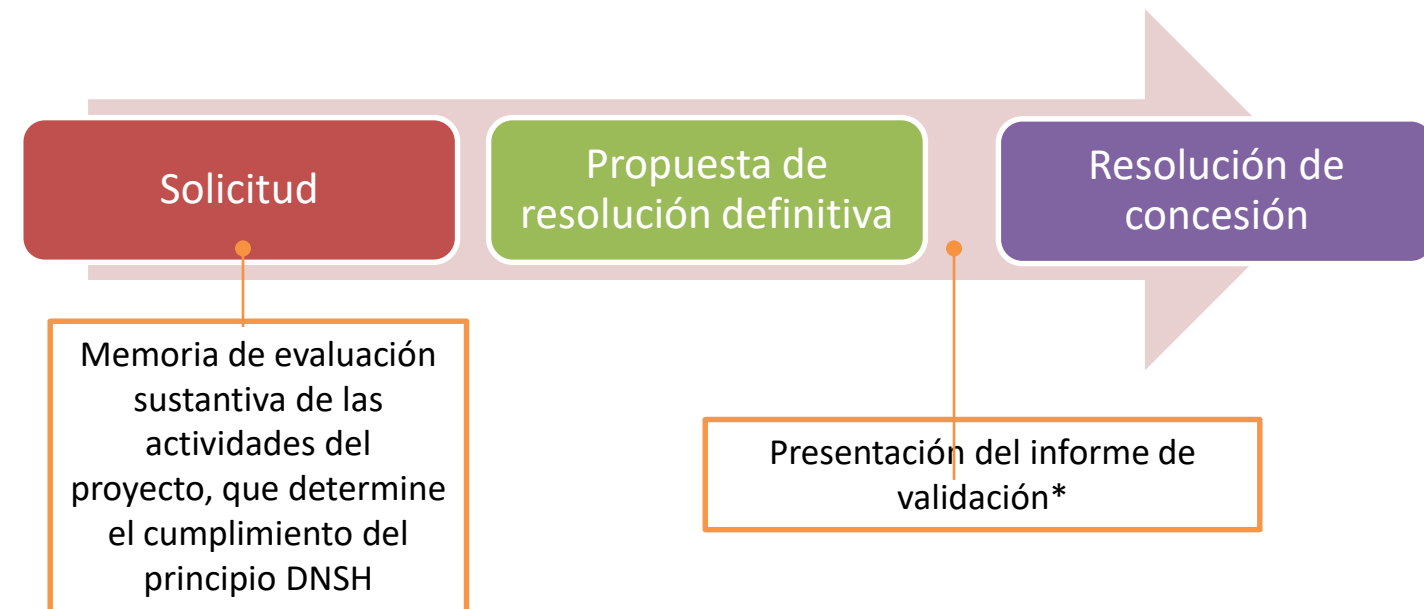 Solicitud
Propuesta de
resolución definitiva
Resolución de
concesión
Memoria de evaluación
sustantiva de las
actividades del
proyecto, que determine
el cumplimiento del
principio DNSH
Presentación del informe de
validación*